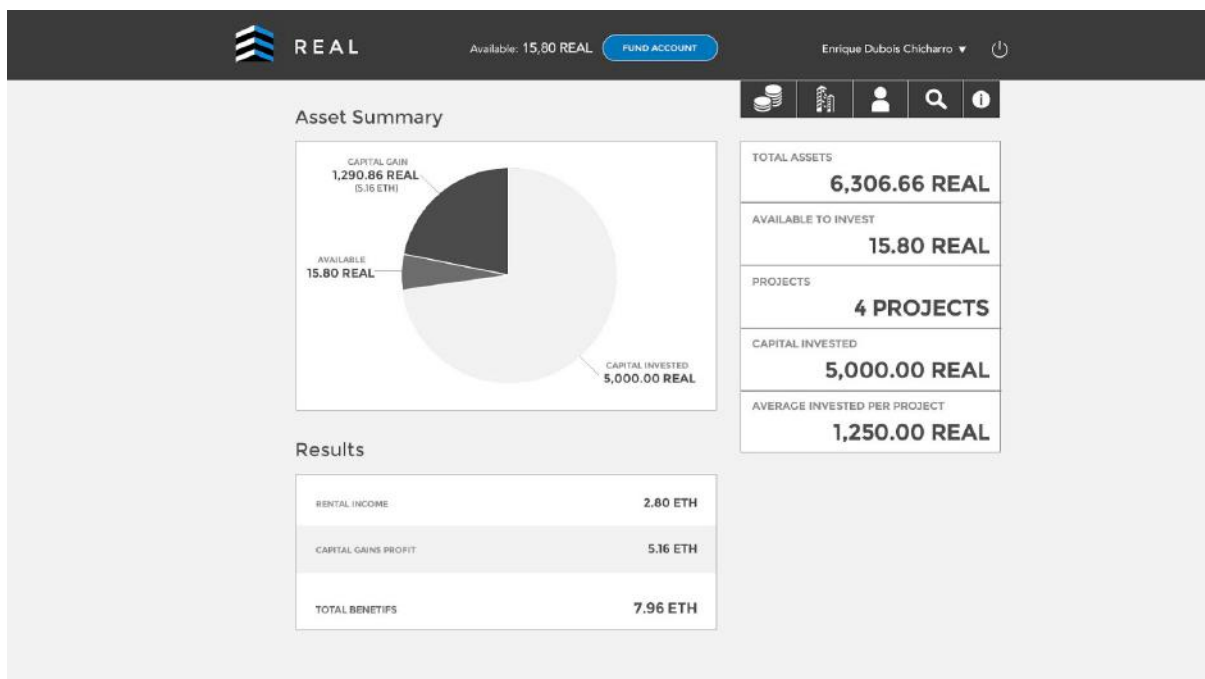 REAL
Available: 15,80 REAL
FUND ACCOUNT
Enrique Dubois Chicharro
Asset Summary
CAPITAL GAIN
1,290.86 REAL
(5.16 ETH)
AVAILABLE
15.80 REAL
CAPITAL INVESTED
5,000.00 REAL
TOTAL ASSETS
6,306.66 REAL
AVAILABLE TO INVEST
15.80 REAL
PROJECTS
4 PROJECTS
CAPITAL INVESTED
5,000.00 REAL
AVERAGE INVESTED PER PROJECT
1,250.00 REAL
Results
RENTAL INCOME 2.80 ETH
CAPITAL GAINS PROFIT 5.16 ETH
TOTAL BENETIFS 7.96 ETH